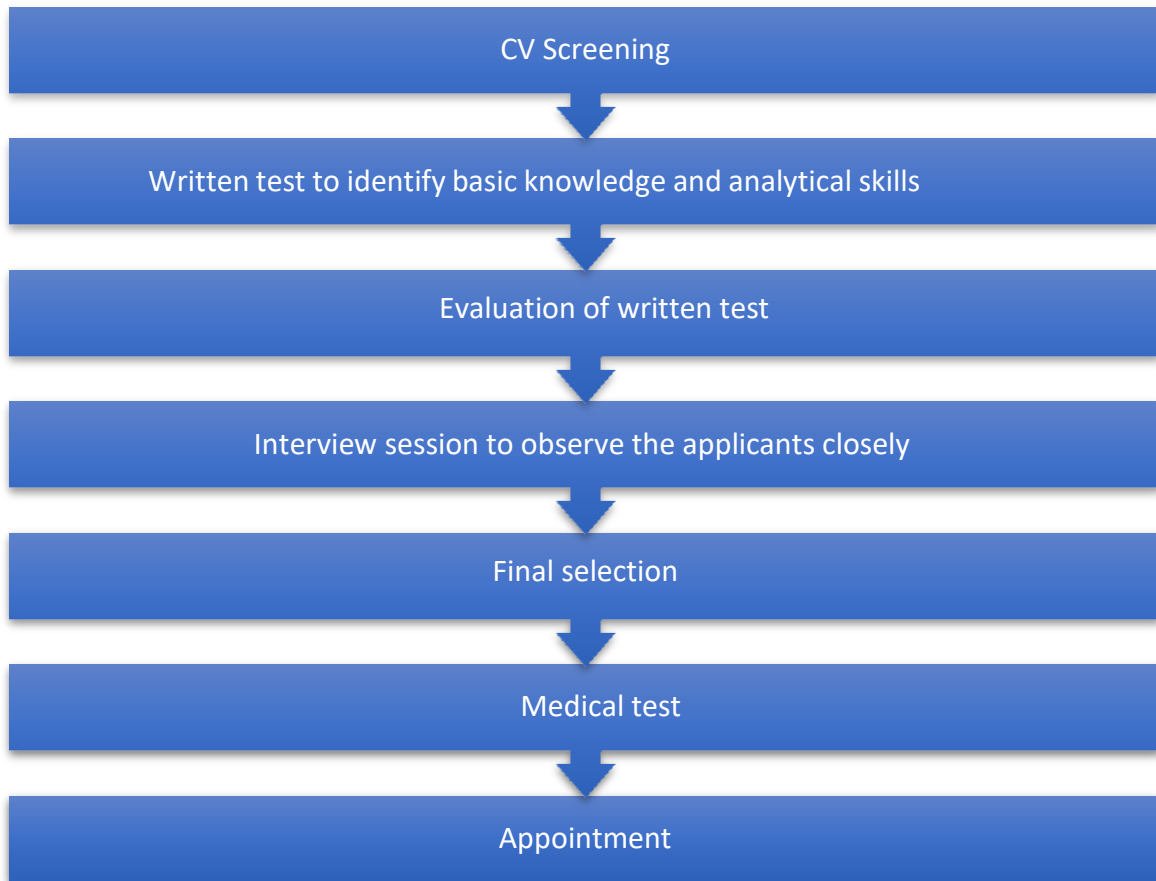 CV Screening
Written test to identify basic knowledge and analytical skills
Evaluation of written test
Interview session to observe the applicants closely
Final selection
Medical test
Appointment